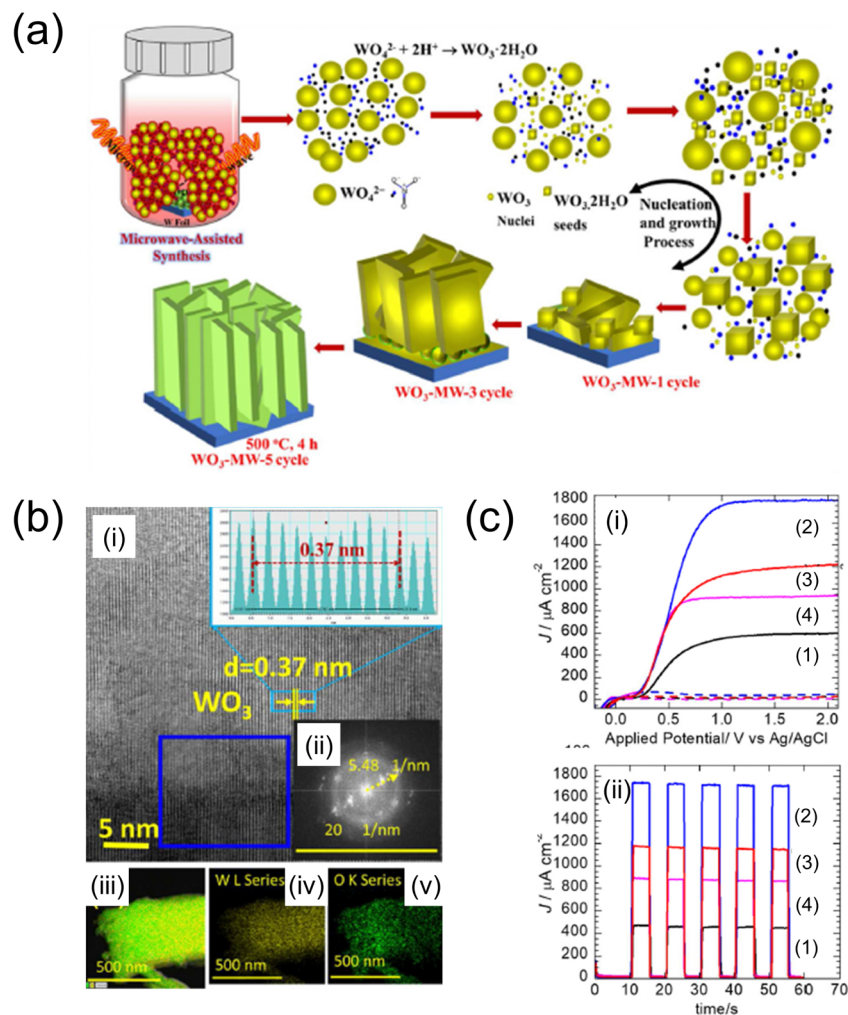 (a)
WO₄²⁻ + 2H⁺ → WO₃·2H₂O
W Foil
Microwave-Assisted
Synthesis
WO₄²⁻
WO₃
Nuclei
WO₃,2H₂O
seeds
Nucleation
and growth
Process
WO₃-MW-1 cycle
WO₃-MW-3 cycle
500 °C, 4 h
WO₃-MW-5 cycle
(b)
(i)
0.37 nm
d=0.37 nm
WO₃
5 nm
(ii)
5.48 1/nm
20 1/nm
(iii)
500 nm
W L Series
(iv)
500 nm
O K Series
(v)
500 nm
(c)
(i)
J / µA cm⁻²
1800
1600
1400
1200
1000
800
600
400
200
0
(2)
(3)
(4)
(1)
0.0 0.5 1.0 1.5 2.0
Applied Potential/ V vs Ag/AgCl
(ii)
J / µA cm⁻²
1800
1600
1400
1200
1000
800
600
400
200
0
(2)
(3)
(4)
(1)
0 10 20 30 40 50 60 70
time/s